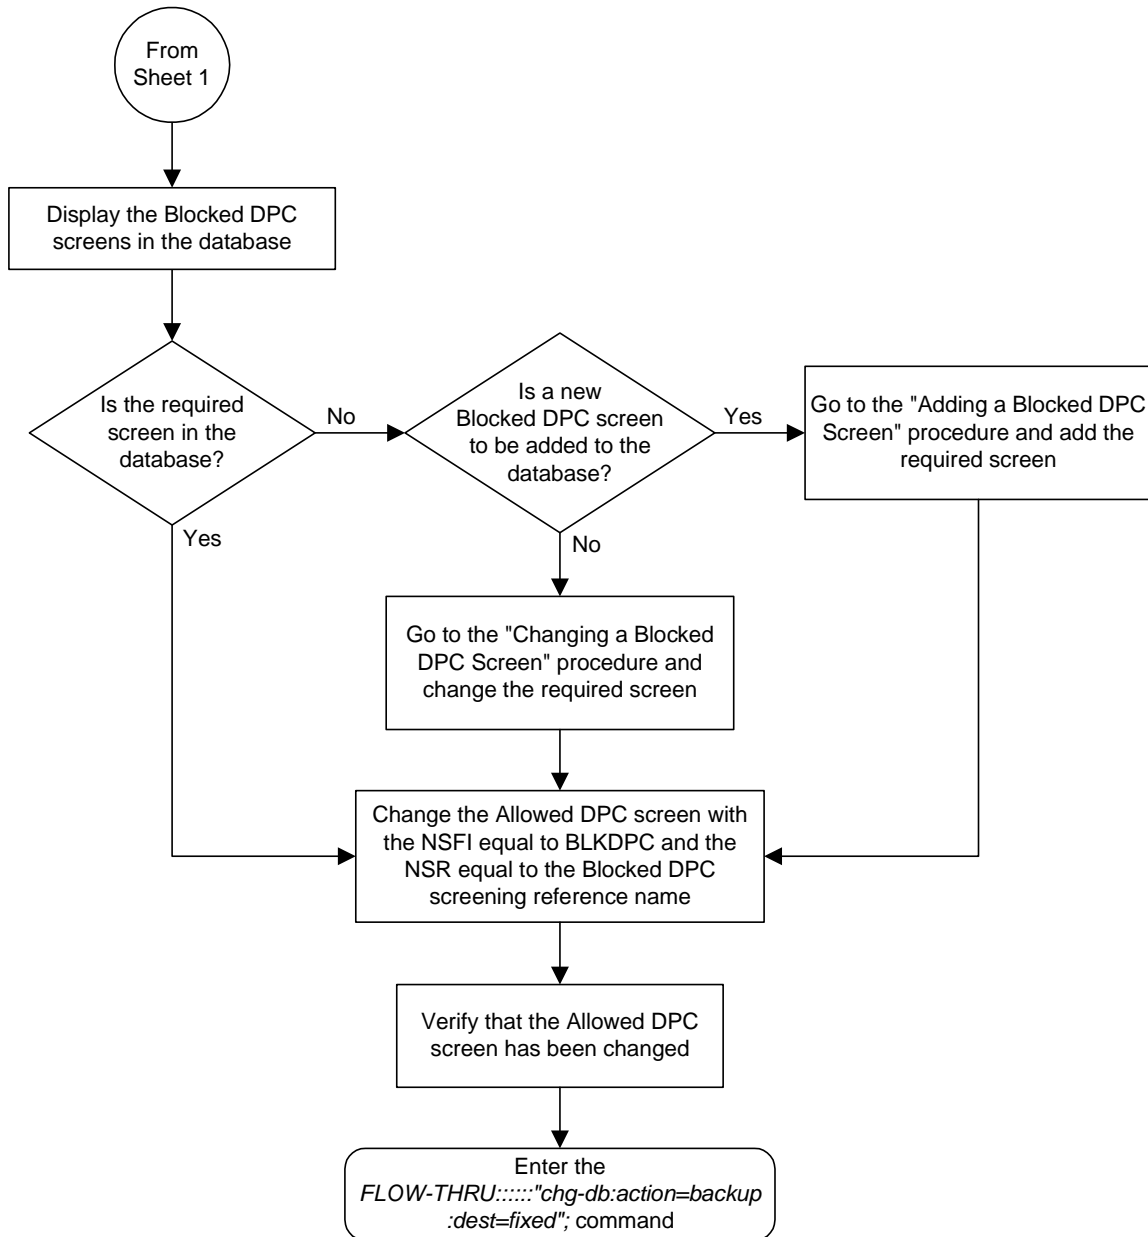 From
Sheet 1
Display the Blocked DPC
screens in the database
Is the required
screen in the
database?
No
Yes
Is a new
Blocked DPC screen
to be added to the
database?
Yes
No
Go to the "Adding a Blocked DPC
Screen" procedure and add the
required screen
Go to the "Changing a Blocked
DPC Screen" procedure and
change the required screen
Change the Allowed DPC screen with
the NSFI equal to BLKDPC and the
NSR equal to the Blocked DPC
screening reference name
Verify that the Allowed DPC
screen has been changed
Enter the
FLOW-THRU::::::"chg-db:action=backup
:dest=fixed"; command